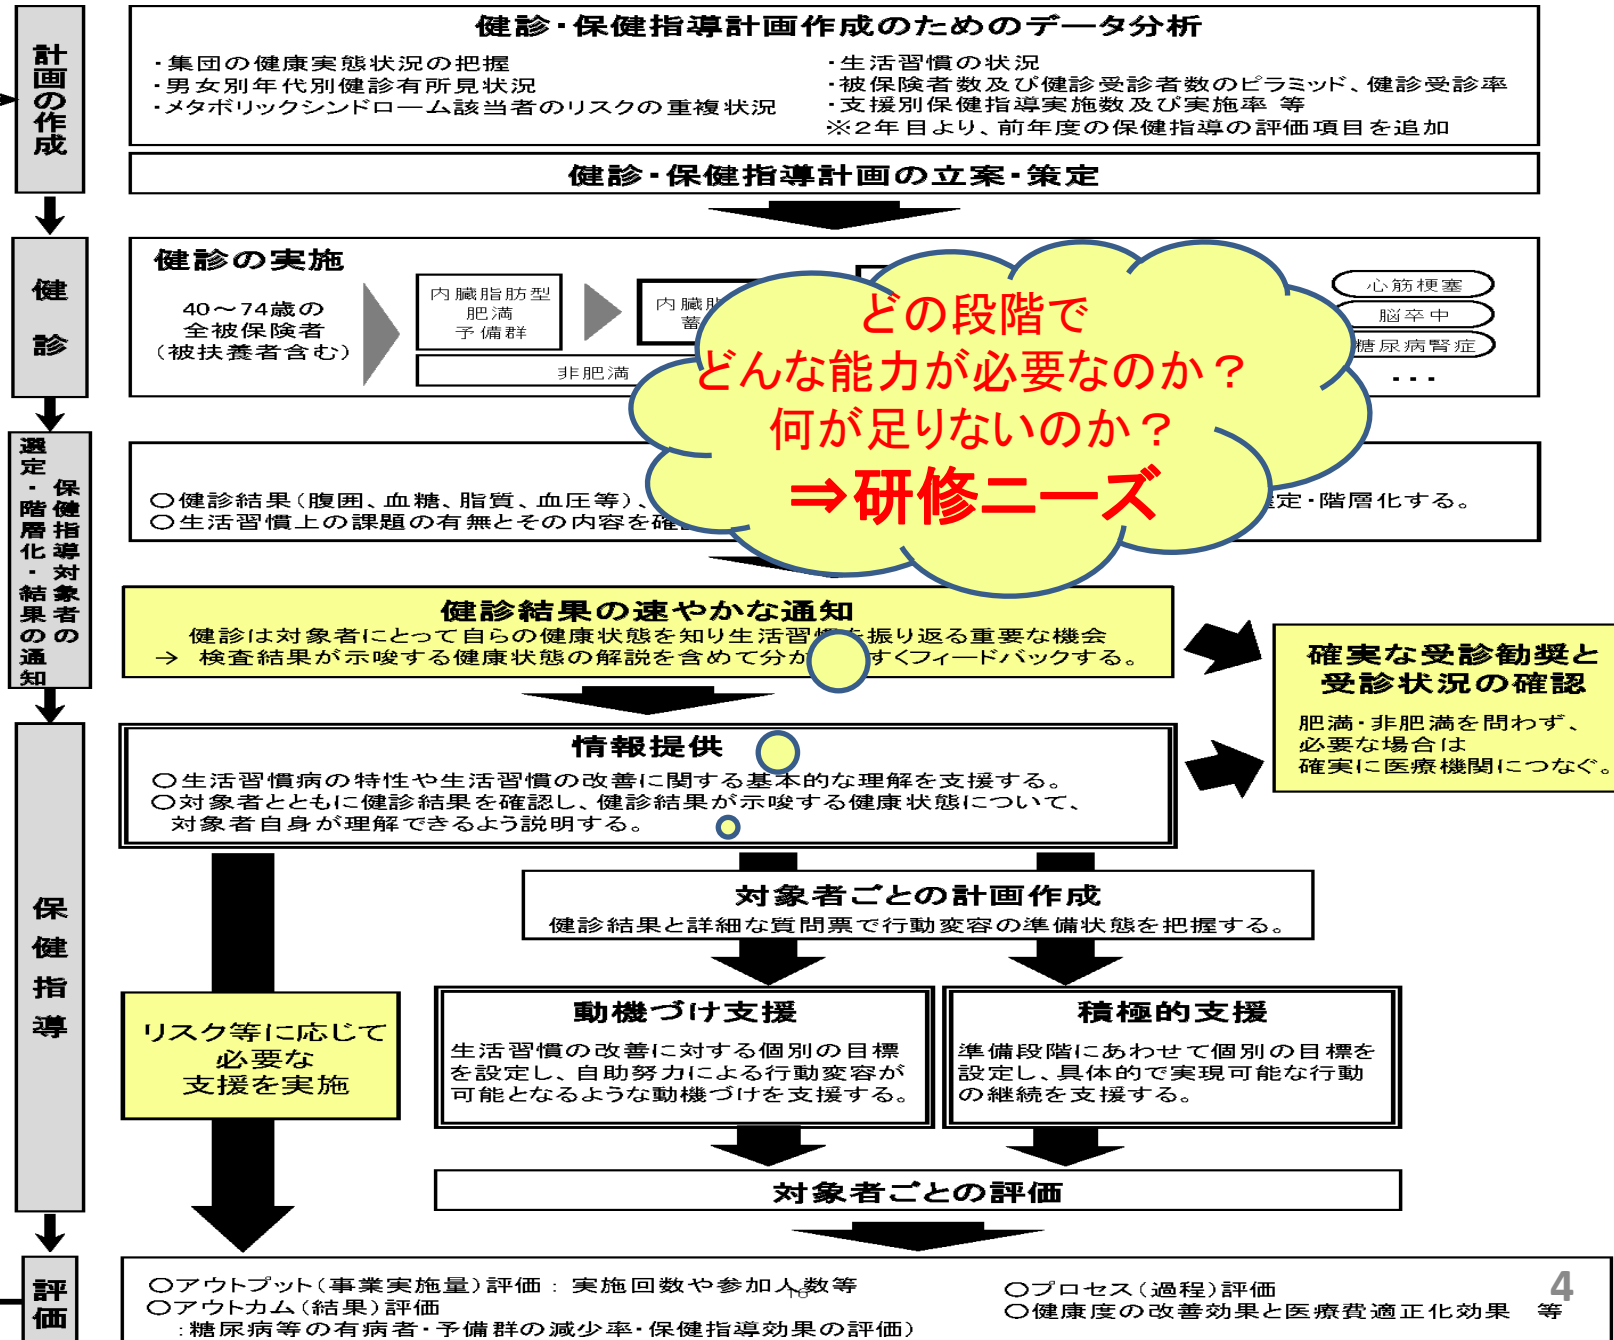 計画の作成
健診・保健指導計画作成のためのデータ分析
・集団の健康実態状況の把握
・男女別年代別健診有所見状況
・メタボリックシンドローム該当者のリスクの重複状況
・生活習慣の状況
・被保険者数及び健診受診者数のピラミッド、健診受診率
・支援別保健指導実施数及び実施率 等
※2年目より、前年度の保健指導の評価項目を追加
健診・保健指導計画の立案・策定
健診
健診の実施
40～74歳の
全被保険者
(被扶養者含む)
内臓脂肪型
肥満
予備群
内臓
蓄
非肥満
心筋梗塞
脳卒中
糖尿病腎症
・・・
どの段階で
どんな能力が必要なのか？
何が足りないのか？
⇒研修ニーズ
保健指導対象者の
選定・階層化・結果の通知
○健診結果(腹囲、血糖、脂質、血圧等)、
定・階層化する。
○生活習慣上の課題の有無とその内容を確
健診結果の速やかな通知
健診は対象者にとって自らの健康状態を知り生活習慣を振り返る重要な機会
→ 検査結果が示唆する健康状態の解説を含めて分か すくフィードバックする。
確実な受診勧奨と
受診状況の確認
肥満・非肥満を問わず、
必要な場合は
確実に医療機関につなぐ。
保健指導
情報提供
○生活習慣病の特性や生活習慣の改善に関する基本的な理解を支援する。
○対象者とともに健診結果を確認し、健診結果が示唆する健康状態について、
対象者自身が理解できるよう説明する。
対象者ごとの計画作成
健診結果と詳細な質問票で行動変容の準備状態を把握する。
リスク等に応じて
必要な
支援を実施
動機づけ支援
生活習慣の改善に対する個別の目標
を設定し、自助努力による行動変容が
可能となるような動機づけを支援する。
積極的支援
準備段階にあわせて個別の目標を
設定し、具体的で実現可能な行動
の継続を支援する。
対象者ごとの評価
評価
○アウトプット(事業実施量)評価：実施回数や参加人数等
○アウトカム(結果)評価
:糖尿病等の有病者・予備群の減少率・保健指導効果の評価)
○プロセス(過程)評価
○健康度の改善効果と医療費適正化効果 等
16
4